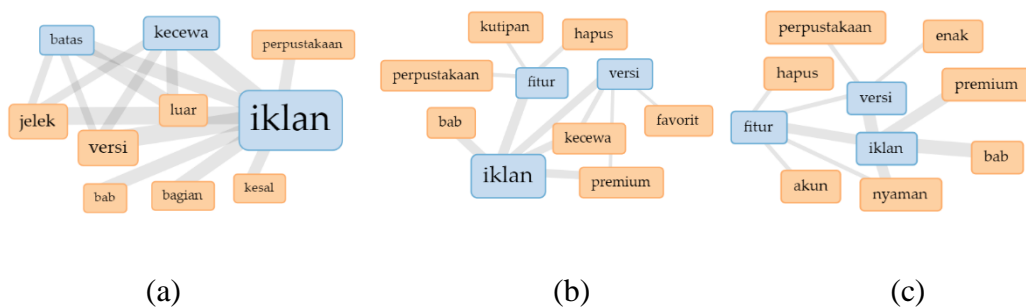 batas
kecewa
perpustakaan
jelek
luar
iklan
versi
bab
bagian
kesal
kutipan
hapus
perpustakaan
fitur
versi
bab
kecewa
favorit
iklan
premium
perpustakaan
enak
hapus
premium
versi
fitur
iklan
bab
akun
nyaman
(a)
(b)
(c)